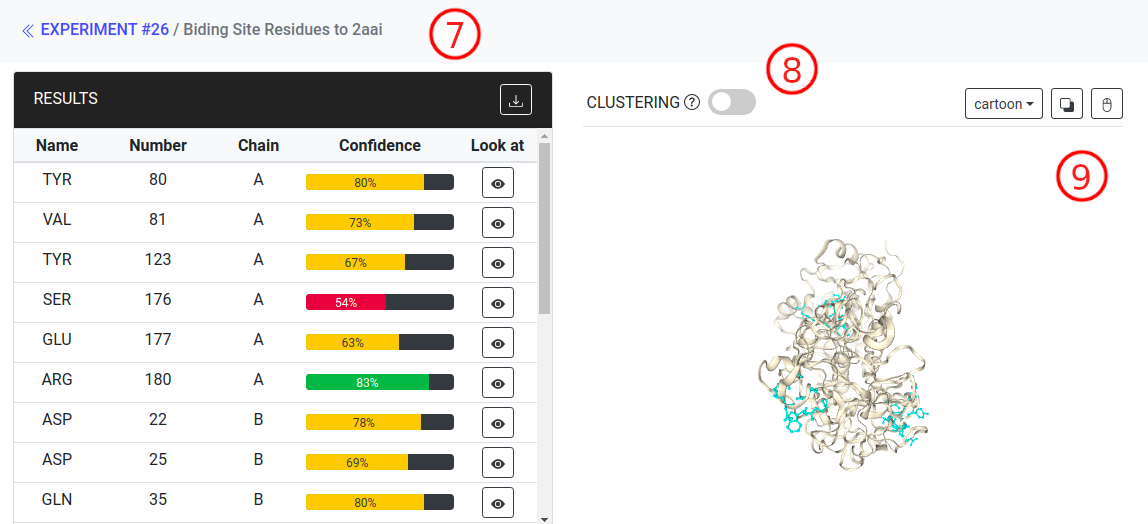 EXPERIMENT #26 / Biding Site Residues to 2aai
7
8
RESULTS
CLUSTERING ?
cartoon
9
Name Number Chain Confidence Look at
TYR 80 A 80%
VAL 81 A 73%
TYR 123 A 67%
SER 176 A 54%
GLU 177 A 63%
ARG 180 A 83%
ASP 22 B 78%
ASP 25 B 69%
GLN 35 B 80%